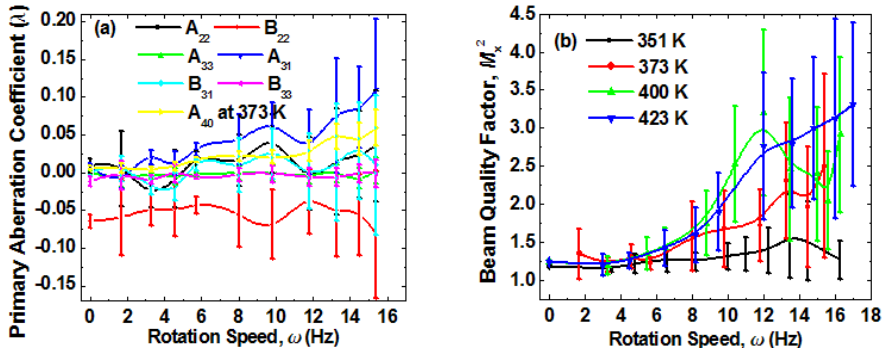 (a)
A22 B22
A33 A31
B31 B33
A40 at 373 K
Primary Aberration Coefficient (λ)
0.20
0.15
0.10
0.05
0.00
-0.05
-0.10
-0.15
0 2 4 6 8 10 12 14 16
Rotation Speed, ω (Hz)
(b)
351 K
373 K
400 K
423 K
Beam Quality Factor, Mx2
4.5
4.0
3.5
3.0
2.5
2.0
1.5
1.0
0 2 4 6 8 10 12 14 16 18
Rotation Speed, ω (Hz)